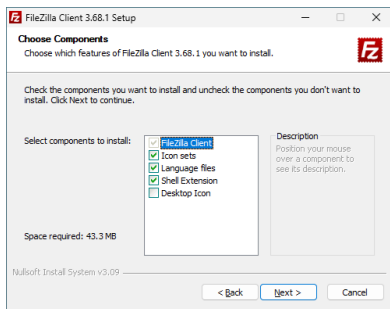 FileZilla Client 3.68.1 Setup
Choose Components
Choose which features of FileZilla Client 3.68.1 you want to install.
Fz
Check the components you want to install and uncheck the components you don't want to
install. Click Next to continue.
Select components to install:
FileZilla Client
Icon sets
Language files
Shell Extension
Desktop Icon
Description
Position your mouse
over a component to
see its description.
Space required: 43.3 MB
Nullsoft Install System v3.09
< Back
Next >
Cancel